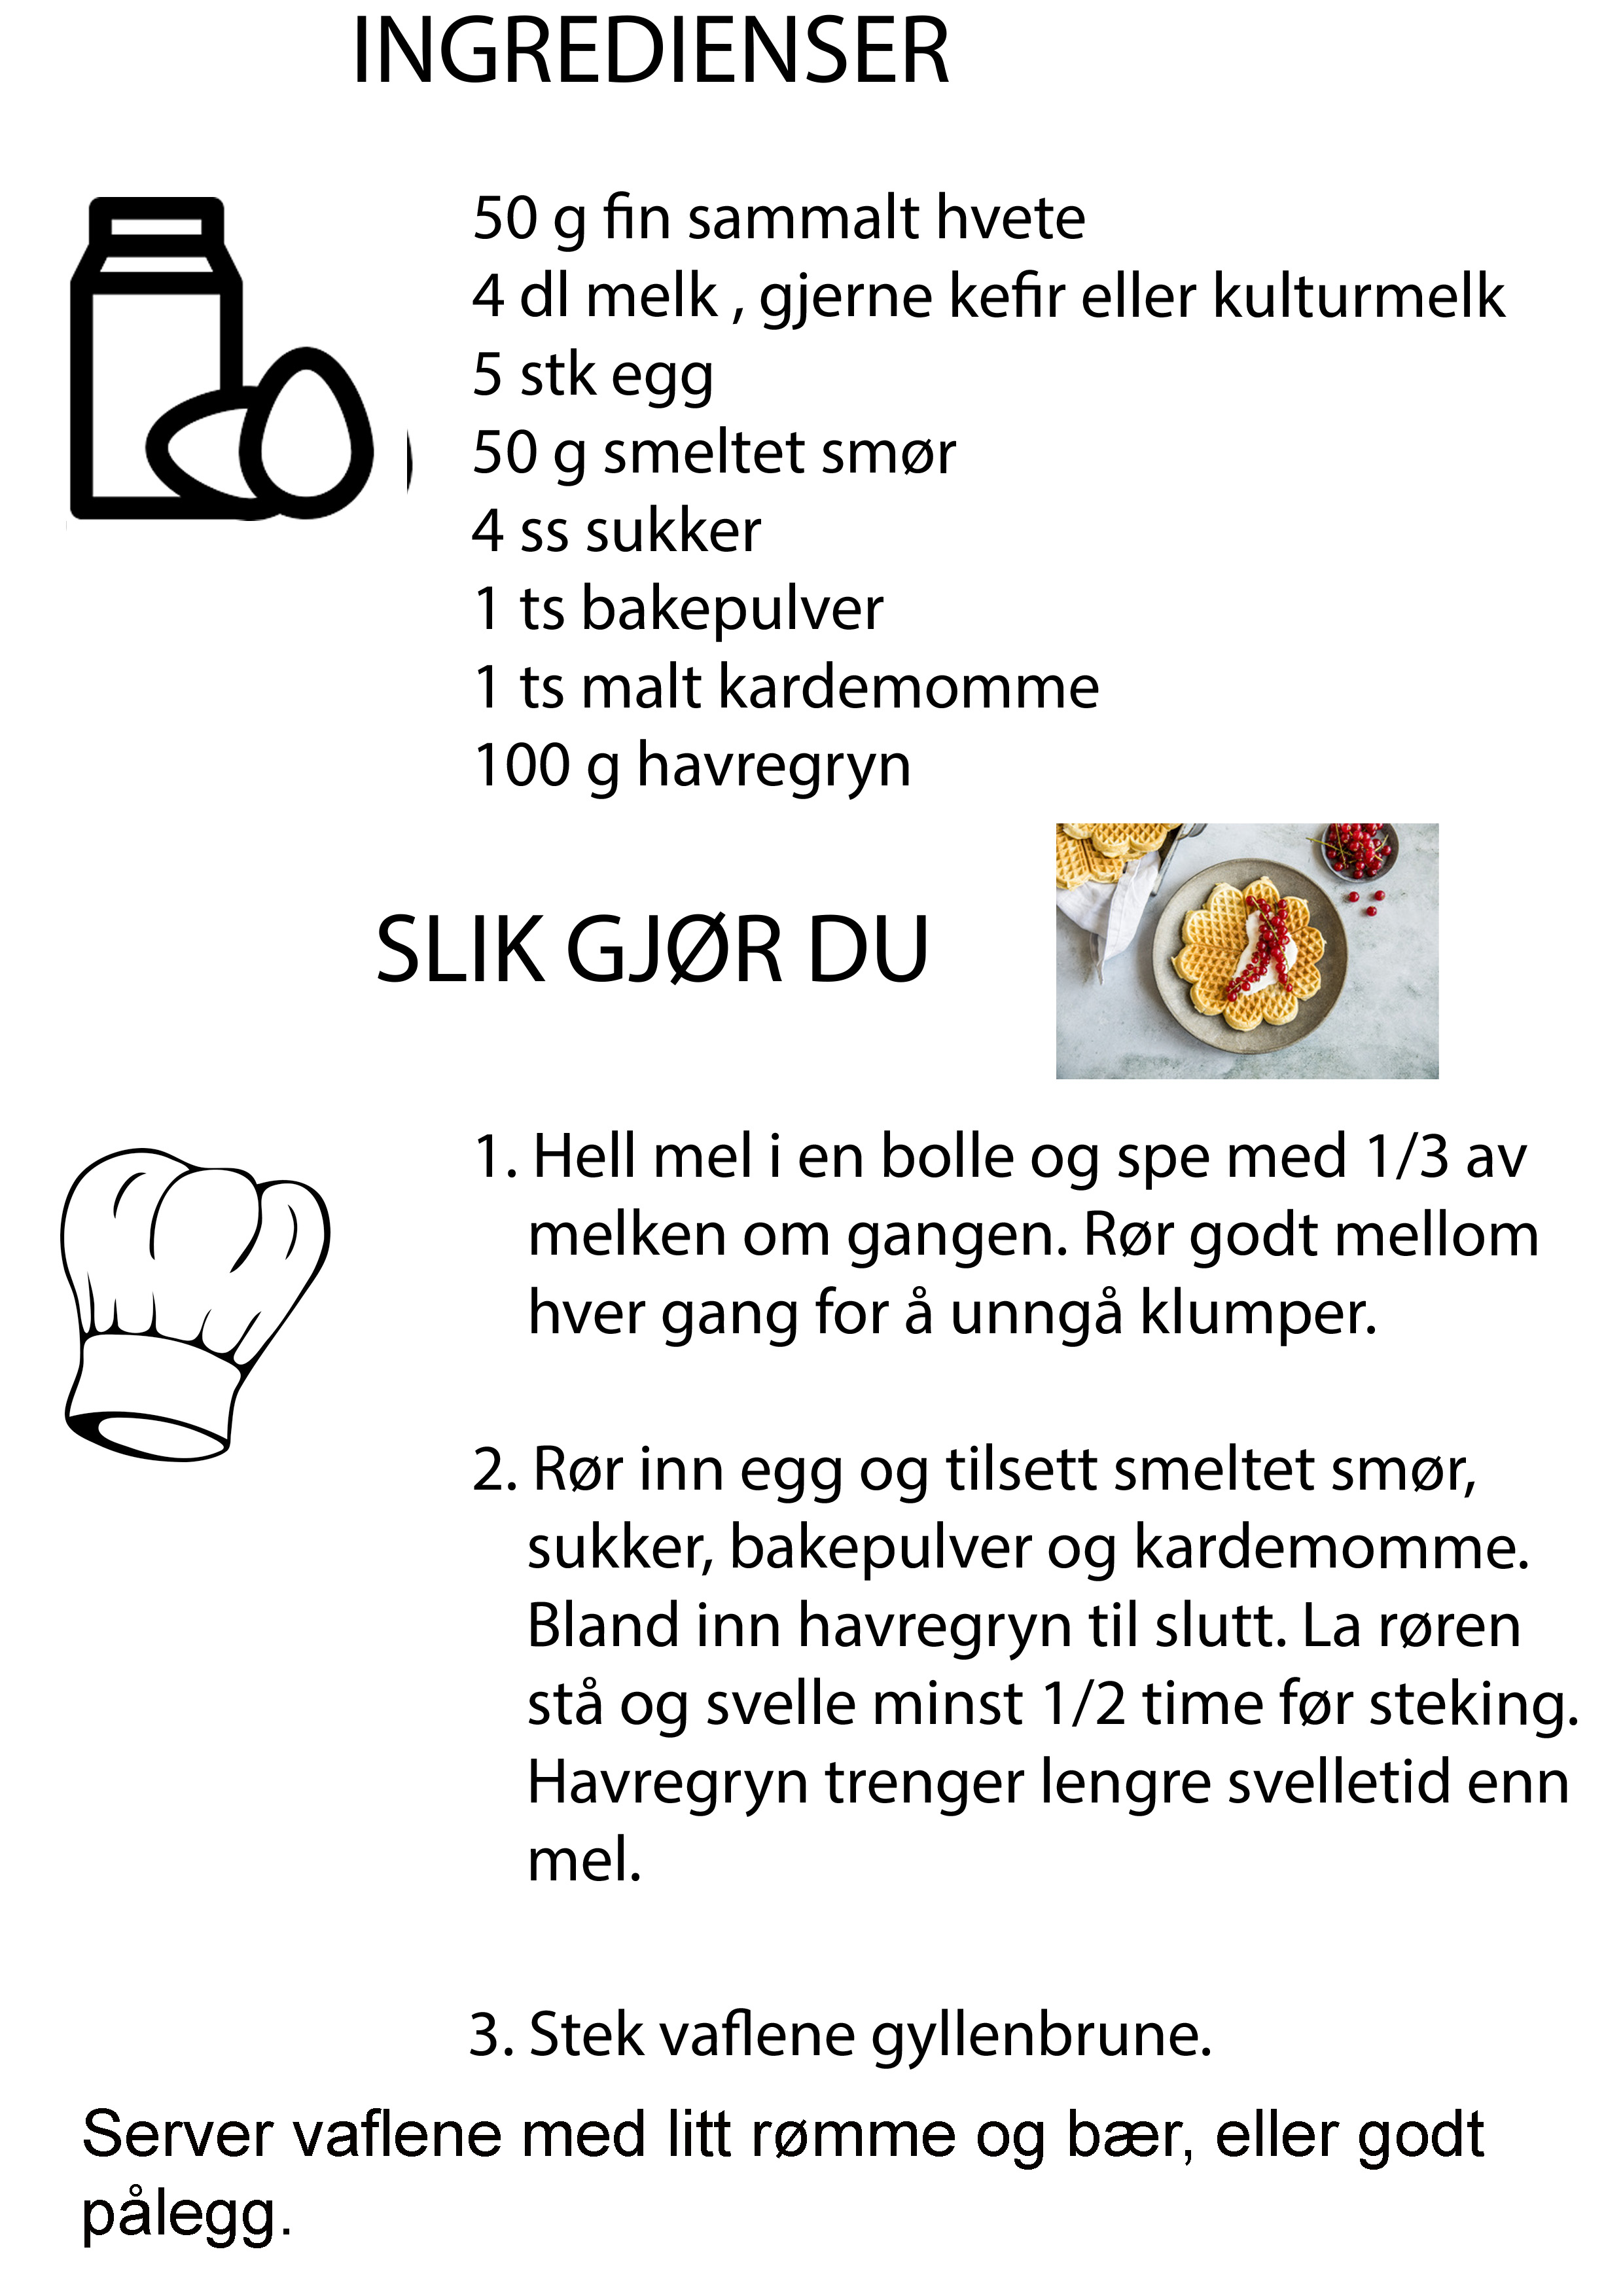 INGREDIENSER
50 g fin sammalt hvete
4 dl melk , gjerne kefir eller kulturmelk
5 stk egg
50 g smeltet smør
4 ss sukker
1 ts bakepulver
1 ts malt kardemomme
100 g havregryn
SLIK GJØR DU
1. Hell mel i en bolle og spe med 1/3 av
melken om gangen. Rør godt mellom
hver gang for å unngå klumper.
2. Rør inn egg og tilsett smeltet smør,
sukker, bakepulver og kardemomme.
Bland inn havregryn til slutt. La røren
stå og svelle minst 1/2 time før steking.
Havregryn trenger lengre svelletid enn
mel.
3. Stek vaflene gyllenbrune.
Server vaflene med litt rømme og bær, eller godt
pålegg.